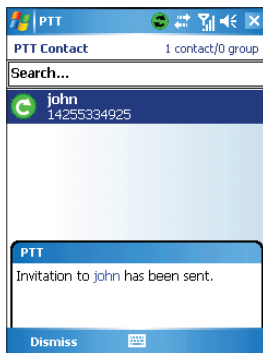 PTT
PTT Contact 1 contact/0 group
Search...
john
14255334925
PTT
Invitation to john has been sent.
Dismiss